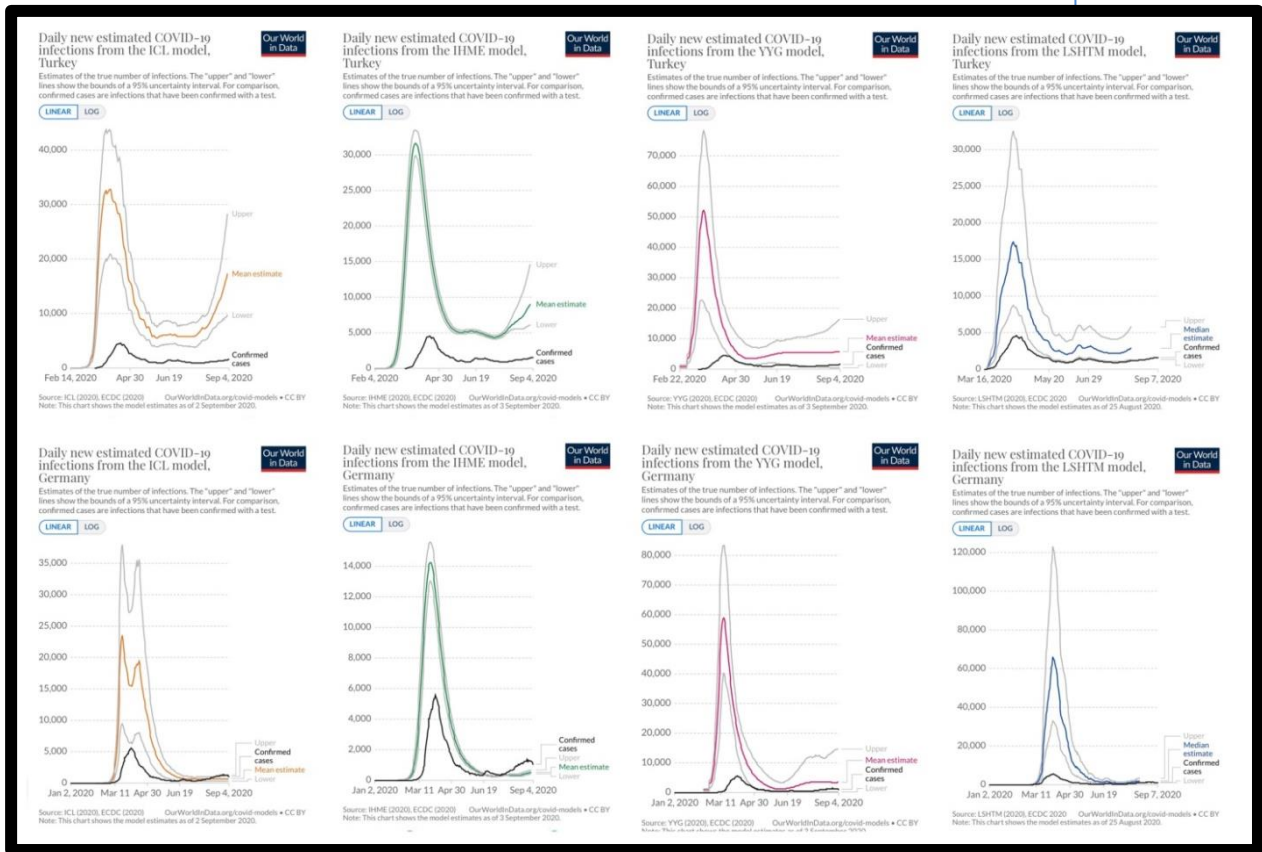 Daily new estimated COVID-19
infections from the ICL model,
Turkey
Our World
in Data
Estimates of the true number of infections. The "upper" and "lower"
lines show the bounds of a 95% uncertainty interval. For comparison,
confirmed cases are infections that have been confirmed with a test.
LINEAR LOG
40,000
30,000
20,000
10,000
0
Upper
Mean estimate
Lower
Confirmed
cases
Feb 14, 2020 Apr 30 Jun 19 Sep 4, 2020
Source: ICL (2020), ECDC (2020) OurWorldInData.org/covid-models • CC BY
Note: This chart shows the model estimates as of 2 September 2020.
Daily new estimated COVID-19
infections from the IHME model,
Turkey
Our World
in Data
Estimates of the true number of infections. The "upper" and "lower"
lines show the bounds of a 95% uncertainty interval. For comparison,
confirmed cases are infections that have been confirmed with a test.
LINEAR LOG
30,000
25,000
20,000
15,000
10,000
5,000
0
Upper
Mean estimate
Lower
Confirmed
cases
Feb 4, 2020 Apr 30 Jun 19 Sep 4, 2020
Source: IHME (2020), ECDC (2020) OurWorldInData.org/covid-models • CC BY
Note: This chart shows the model estimates as of 3 September 2020.
Daily new estimated COVID-19
infections from the YYG model,
Turkey
Our World
in Data
Estimates of the true number of infections. The "upper" and "lower"
lines show the bounds of a 95% uncertainty interval. For comparison,
confirmed cases are infections that have been confirmed with a test.
LINEAR LOG
70,000
60,000
50,000
40,000
30,000
20,000
10,000
0
Upper
Mean estimate
Confirmed
cases
Lower
Feb 22, 2020 Apr 30 Jun 19 Sep 4, 2020
Source: YYG (2020), ECDC (2020) OurWorldInData.org/covid-models • CC BY
Note: This chart shows the model estimates as of 3 September 2020.
Daily new estimated COVID-19
infections from the LSHTM model,
Turkey
Our World
in Data
Estimates of the true number of infections. The "upper" and "lower"
lines show the bounds of a 95% uncertainty interval. For comparison,
confirmed cases are infections that have been confirmed with a test.
LINEAR LOG
30,000
25,000
20,000
15,000
10,000
5,000
0
Upper
Median
estimate
Confirmed
cases
Lower
Mar 16, 2020 May 20 Jun 29 Sep 7, 2020
Source: LSHTM (2020), ECDC 2020 OurWorldInData.org/covid-models • CC BY
Note: This chart shows the model estimates as of 25 August 2020.
Daily new estimated COVID-19
infections from the ICL model,
Germany
Our World
in Data
Estimates of the true number of infections. The "upper" and "lower"
lines show the bounds of a 95% uncertainty interval. For comparison,
confirmed cases are infections that have been confirmed with a test.
LINEAR LOG
35,000
30,000
25,000
20,000
15,000
10,000
5,000
0
Upper
Confirmed
cases
Mean estimate
Lower
Jan 2, 2020 Mar 11 Apr 30 Jun 19 Sep 4, 2020
Source: ICL (2020), ECDC (2020) OurWorldInData.org/covid-models • CC BY
Note: This chart shows the model estimates as of 2 September 2020.
Daily new estimated COVID-19
infections from the IHME model,
Germany
Our World
in Data
Estimates of the true number of infections. The "upper" and "lower"
lines show the bounds of a 95% uncertainty interval. For comparison,
confirmed cases are infections that have been confirmed with a test.
LINEAR LOG
14,000
12,000
10,000
8,000
6,000
4,000
2,000
0
Confirmed
cases
Upper
Mean estimate
Lower
Jan 2, 2020 Mar 11 Apr 30 Jun 19 Sep 4, 2020
Source: IHME (2020), ECDC (2020) OurWorldInData.org/covid-models • CC BY
Note: This chart shows the model estimates as of 3 September 2020.
Daily new estimated COVID-19
infections from the YYG model,
Germany
Our World
in Data
Estimates of the true number of infections. The "upper" and "lower"
lines show the bounds of a 95% uncertainty interval. For comparison,
confirmed cases are infections that have been confirmed with a test.
LINEAR LOG
80,000
70,000
60,000
50,000
40,000
30,000
20,000
10,000
0
Upper
Mean estimate
Confirmed
cases
Lower
Jan 2, 2020 Mar 11 Apr 30 Jun 19 Sep 4, 2020
Source: YYG (2020), ECDC (2020) OurWorldInData.org/covid-models • CC BY
Note: This chart shows the model estimates as of 3 September 2020.
Daily new estimated COVID-19
infections from the LSHTM model,
Germany
Our World
in Data
Estimates of the true number of infections. The "upper" and "lower"
lines show the bounds of a 95% uncertainty interval. For comparison,
confirmed cases are infections that have been confirmed with a test.
LINEAR LOG
120,000
100,000
80,000
60,000
40,000
20,000
0
Upper
Median
estimate
Confirmed
cases
Lower
Jan 2, 2020 Mar 11 Apr 30 Jun 19 Sep 7, 2020
Source: LSHTM (2020), ECDC 2020 OurWorldInData.org/covid-models • CC BY
Note: This chart shows the model estimates as of 25 August 2020.